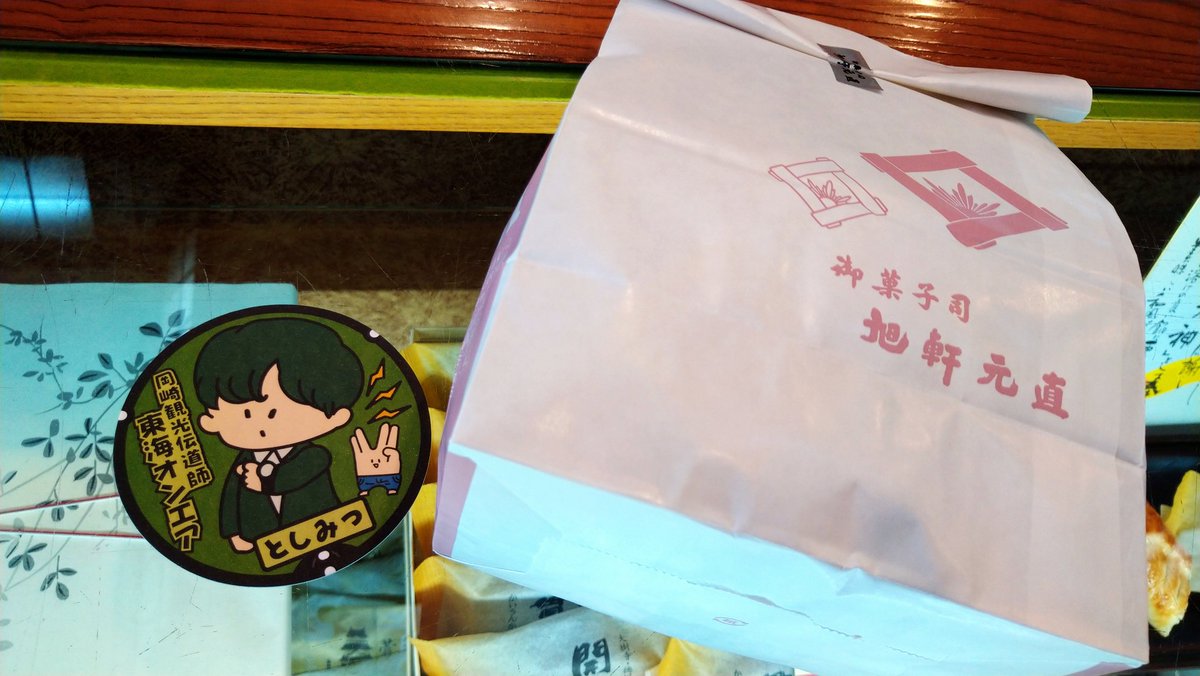 岡崎観光伝道師
東海オンエア
としみつ
御菓子司
旭軒元直
開